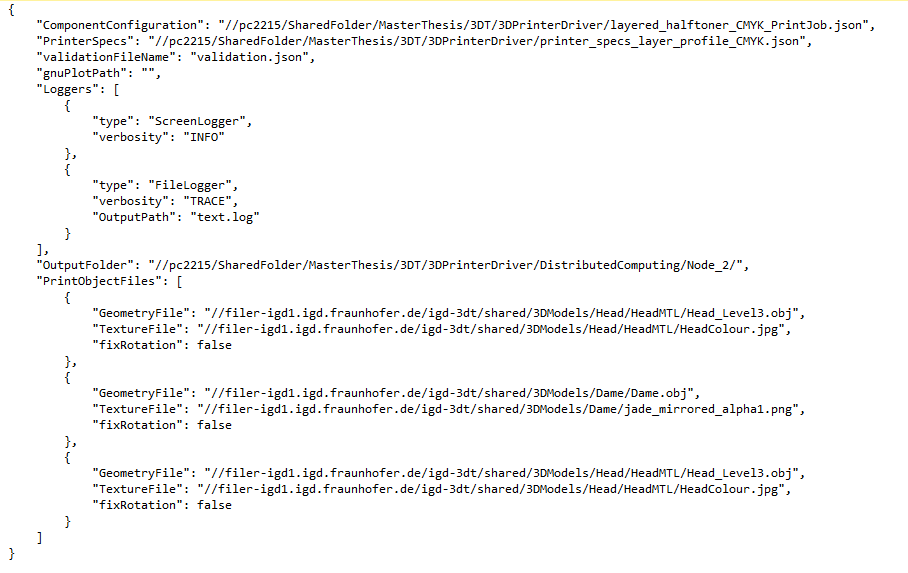 {
    "ComponentConfiguration": "//pc2215/SharedFolder/MasterThesis/3DT/3DPrinterDriver/layered_halftoner_CMYK_PrintJob.json",
    "PrinterSpecs": "//pc2215/SharedFolder/MasterThesis/3DT/3DPrinterDriver/printer_specs_layer_profile_CMYK.json",
    "validationFileName": "validation.json",
    "gnuPlotPath": "",
    "Loggers": [
        {
            "type": "ScreenLogger",
            "verbosity": "INFO"
        },
        {
            "type": "FileLogger",
            "verbosity": "TRACE",
            "OutputPath": "text.log"
        }
    ],
    "OutputFolder": "//pc2215/SharedFolder/MasterThesis/3DT/3DPrinterDriver/DistributedComputing/Node_2/",
    "PrintObjectFiles": [
        {
            "GeometryFile": "//filer-igd1.igd.fraunhofer.de/igd-3dt/shared/3DModels/Head/HeadMTL/Head_Level3.obj",
            "TextureFile": "//filer-igd1.igd.fraunhofer.de/igd-3dt/shared/3DModels/Head/HeadMTL/HeadColour.jpg",
            "fixRotation": false
        },
        {
            "GeometryFile": "//filer-igd1.igd.fraunhofer.de/igd-3dt/shared/3DModels/Dame/Dame.obj",
            "TextureFile": "//filer-igd1.igd.fraunhofer.de/igd-3dt/shared/3DModels/Dame/jade_mirrored_alpha1.png",
            "fixRotation": false
        },
        {
            "GeometryFile": "//filer-igd1.igd.fraunhofer.de/igd-3dt/shared/3DModels/Head/HeadMTL/Head_Level3.obj",
            "TextureFile": "//filer-igd1.igd.fraunhofer.de/igd-3dt/shared/3DModels/Head/HeadMTL/HeadColour.jpg",
            "fixRotation": false
        }
    ]
}